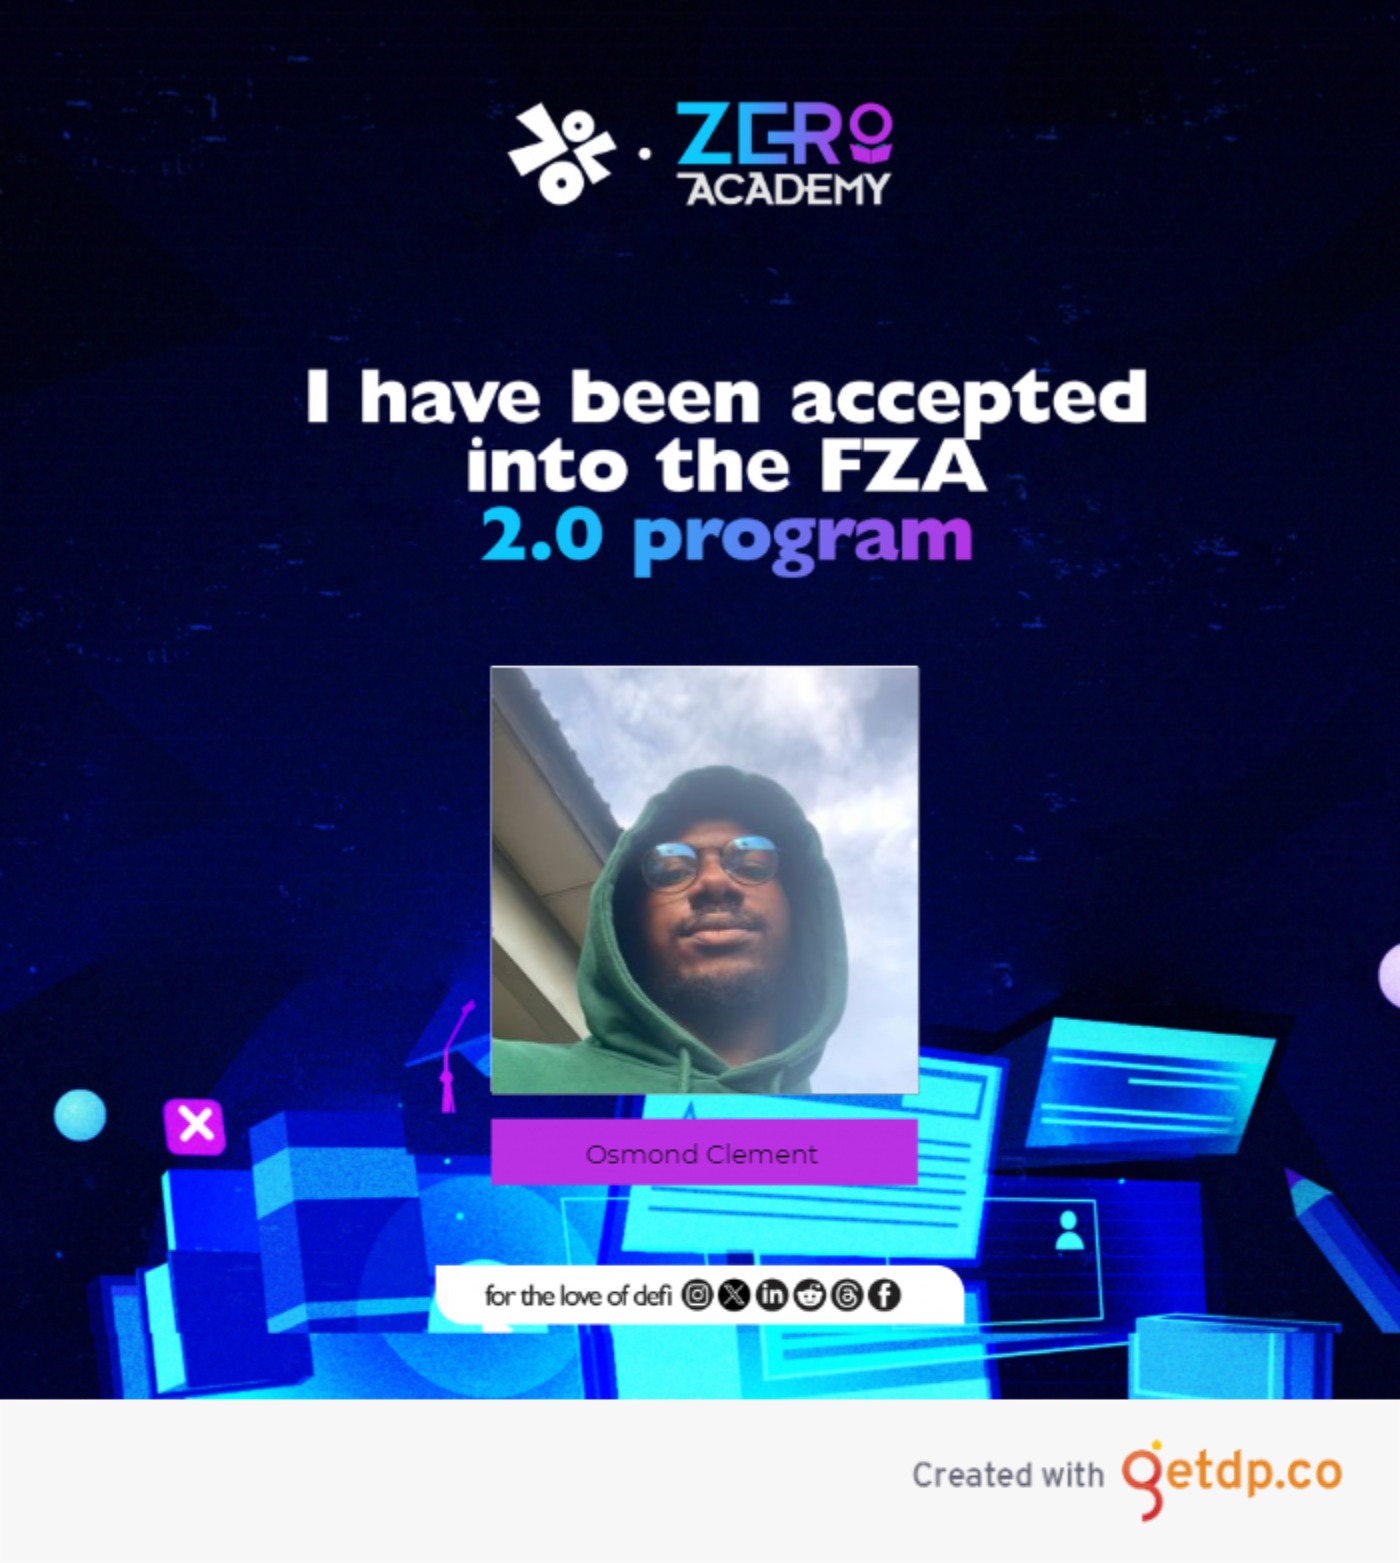 ZERO
ACADEMY
I have been accepted
into the FZA
2.0 program
Osmond Clement
for the love of defi
Created with getdp.co